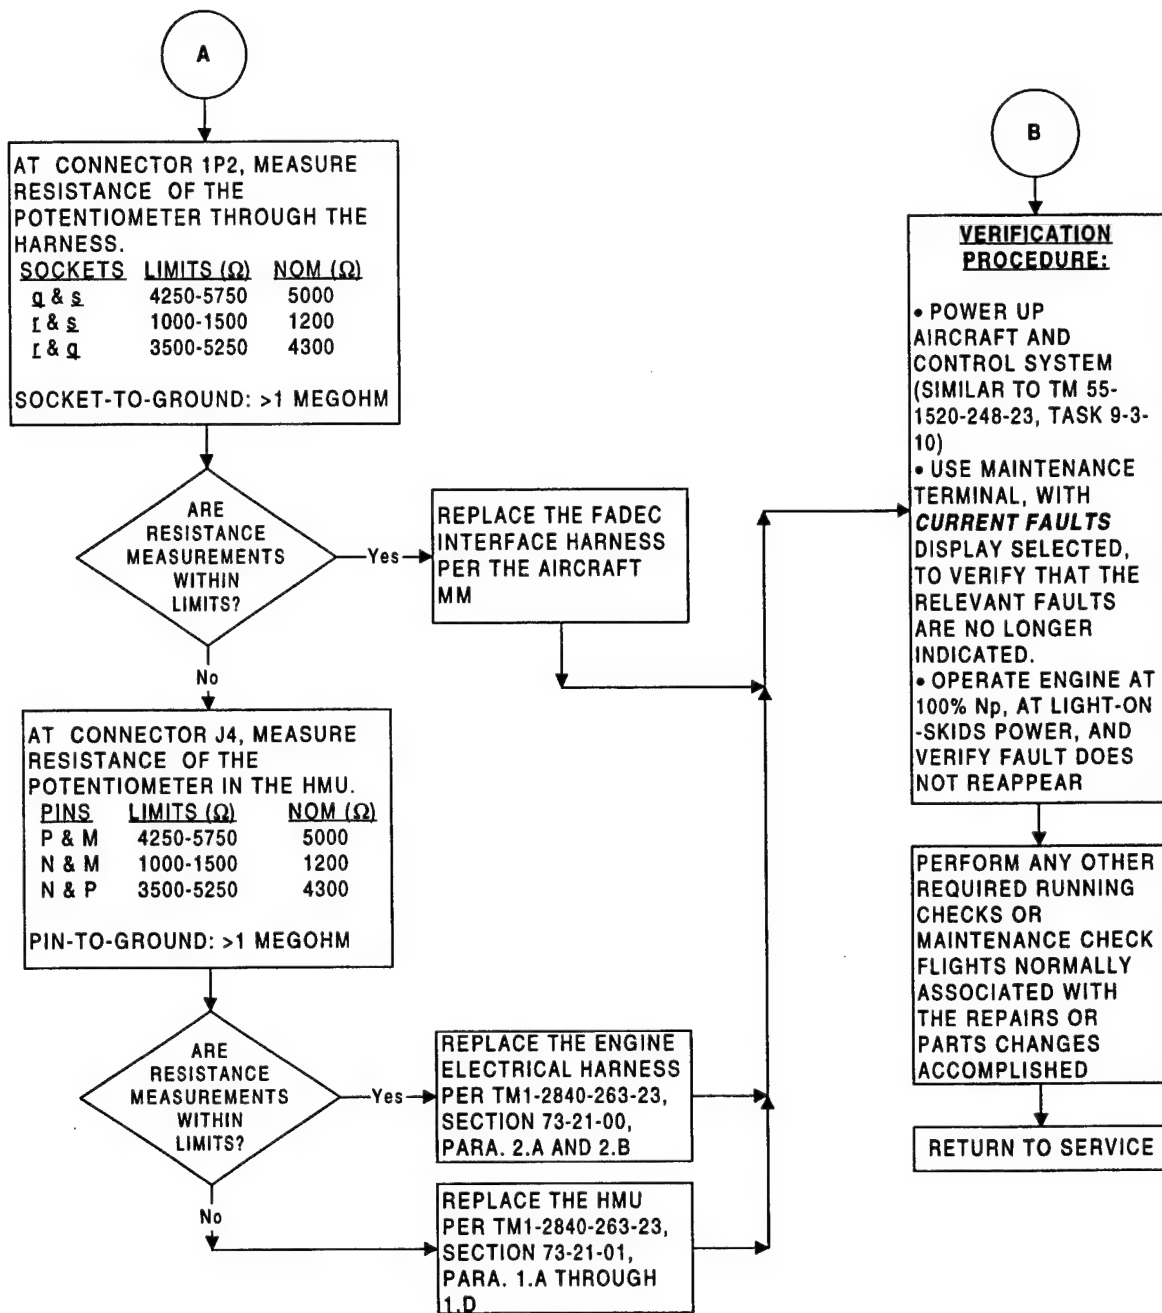 A
AT CONNECTOR 1P2, MEASURE
RESISTANCE OF THE
POTENTIOMETER THROUGH THE
HARNESS.
SOCKETS LIMITS (Ω) NOM (Ω)
q & s 4250-5750 5000
r & s 1000-1500 1200
r & q 3500-5250 4300
SOCKET-TO-GROUND: >1 MEGOHM
ARE
RESISTANCE
MEASUREMENTS
WITHIN
LIMITS?
Yes
REPLACE THE FADEC
INTERFACE HARNESS
PER THE AIRCRAFT
MM
No
AT CONNECTOR J4, MEASURE
RESISTANCE OF THE
POTENTIOMETER IN THE HMU.
PINS LIMITS (Ω) NOM (Ω)
P & M 4250-5750 5000
N & M 1000-1500 1200
N & P 3500-5250 4300
PIN-TO-GROUND: >1 MEGOHM
ARE
RESISTANCE
MEASUREMENTS
WITHIN
LIMITS?
Yes
REPLACE THE ENGINE
ELECTRICAL HARNESS
PER TM1-2840-263-23,
SECTION 73-21-00,
PARA. 2.A AND 2.B
No
REPLACE THE HMU
PER TM1-2840-263-23,
SECTION 73-21-01,
PARA. 1.A THROUGH
1.D
B
VERIFICATION
PROCEDURE:
• POWER UP
AIRCRAFT AND
CONTROL SYSTEM
(SIMILAR TO TM 55-
1520-248-23, TASK 9-3-
10)
• USE MAINTENANCE
TERMINAL, WITH
CURRENT FAULTS
DISPLAY SELECTED,
TO VERIFY THAT THE
RELEVANT FAULTS
ARE NO LONGER
INDICATED.
• OPERATE ENGINE AT
100% Np, AT LIGHT-ON
-SKIDS POWER, AND
VERIFY FAULT DOES
NOT REAPPEAR
PERFORM ANY OTHER
REQUIRED RUNNING
CHECKS OR
MAINTENANCE CHECK
FLIGHTS NORMALLY
ASSOCIATED WITH
THE REPAIRS OR
PARTS CHANGES
ACCOMPLISHED
RETURN TO SERVICE